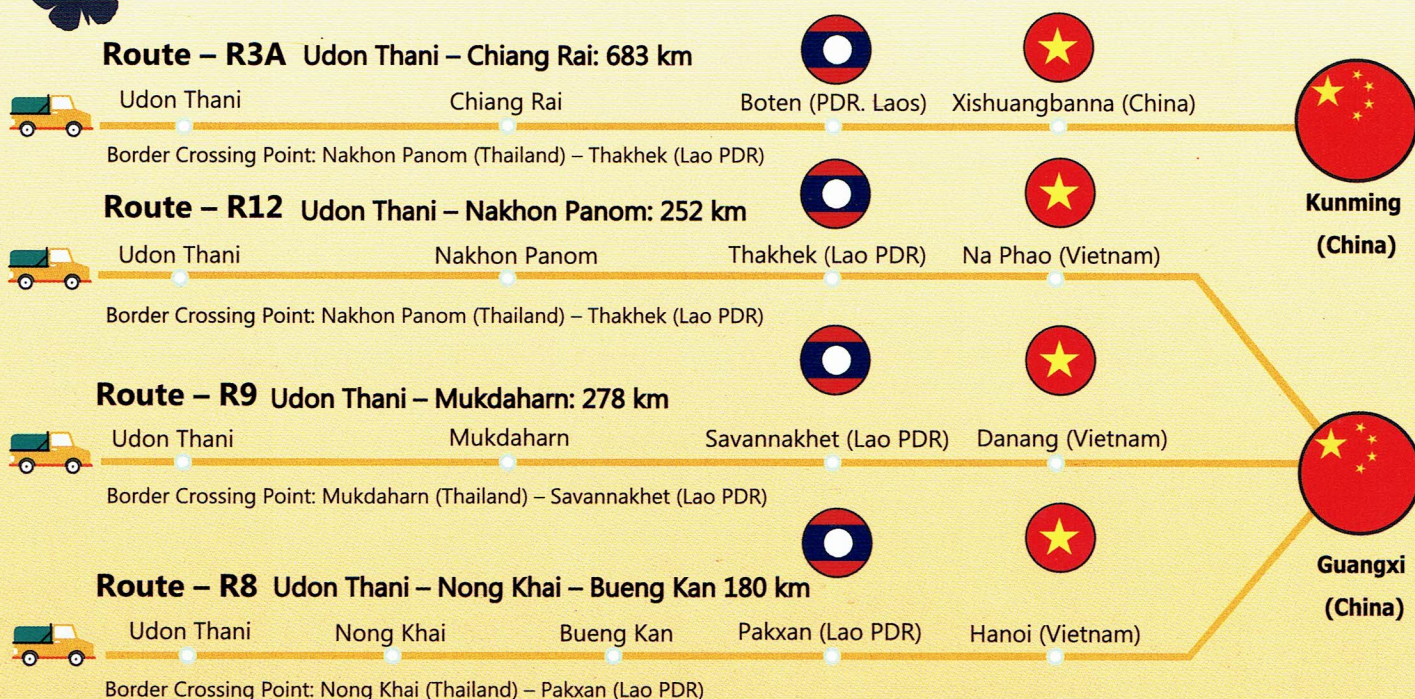 Route – R3A Udon Thani – Chiang Rai: 683 km
Udon Thani Chiang Rai Boten (PDR. Laos) Xishuangbanna (China)
Border Crossing Point: Nakhon Panom (Thailand) – Thakhek (Lao PDR)
Kunming
(China)
Route – R12 Udon Thani – Nakhon Panom: 252 km
Udon Thani Nakhon Panom Thakhek (Lao PDR) Na Phao (Vietnam)
Border Crossing Point: Nakhon Panom (Thailand) – Thakhek (Lao PDR)
Route – R9 Udon Thani – Mukdaharn: 278 km
Udon Thani Mukdaharn Savannakhet (Lao PDR) Danang (Vietnam)
Border Crossing Point: Mukdaharn (Thailand) – Savannakhet (Lao PDR)
Route – R8 Udon Thani – Nong Khai – Bueng Kan 180 km
Udon Thani Nong Khai Bueng Kan Pakxan (Lao PDR) Hanoi (Vietnam)
Border Crossing Point: Nong Khai (Thailand) – Pakxan (Lao PDR)
Guangxi
(China)